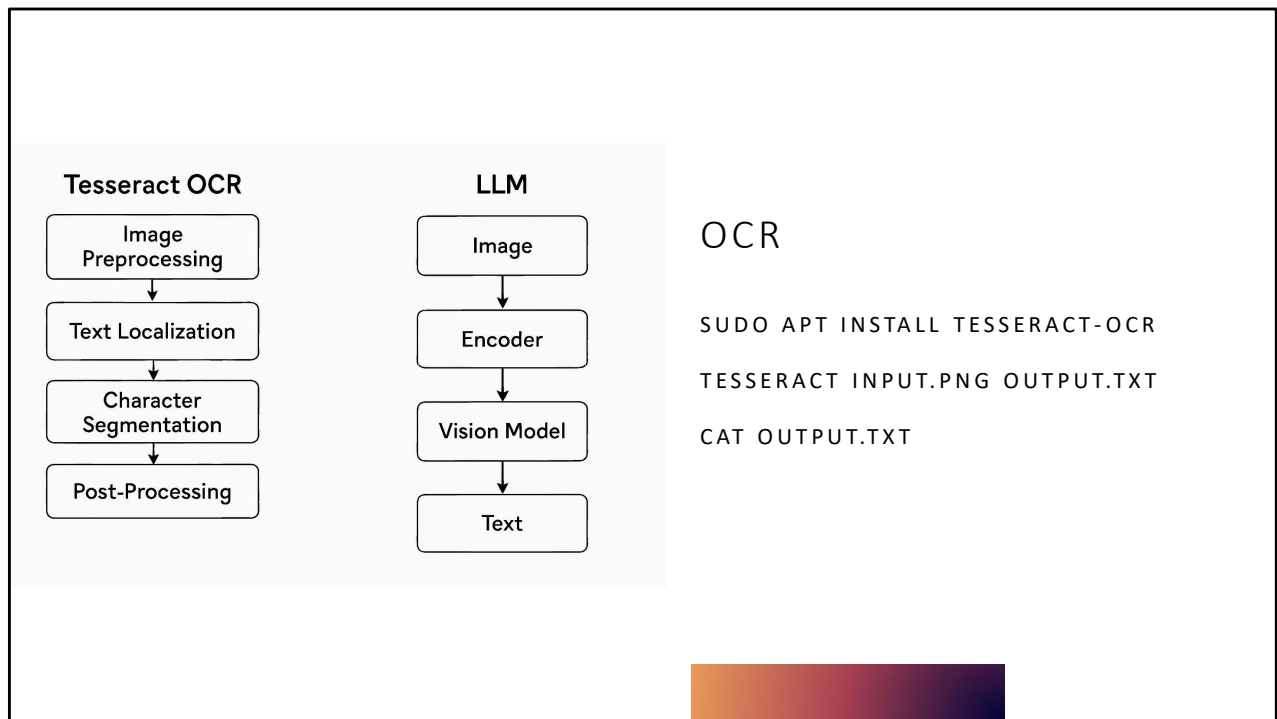 Tesseract OCR
Image
Preprocessing
Text Localization
Character
Segmentation
Post-Processing
LLM
Image
Encoder
Vision Model
Text
OCR
SUDO APT INSTALL TESSERACT-OCR
TESSERACT INPUT.PNG OUTPUT.TXT
CAT OUTPUT.TXT